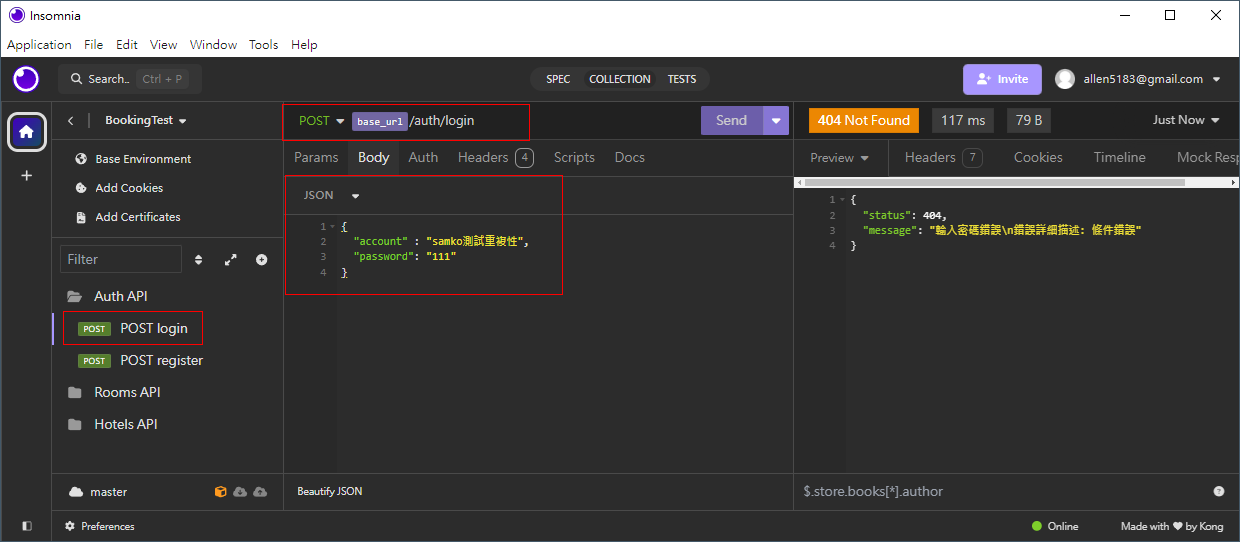 Insomnia
Application File Edit View Window Tools Help
Search.. Ctrl + P
SPEC COLLECTION TESTS
Invite
allen5183@gmail.com
BookingTest
POST base_url/auth/login
Send
404 Not Found 117 ms 79 B
Just Now
Base Environment
Add Cookies
Add Certificates
Params Body Auth Headers 4 Scripts Docs
Preview Headers 7 Cookies Timeline Mock Resp
JSON
1 {
2 "account" : "samko測試重複性",
3 "password": "111"
4 }
1 {
2 "status": 404,
3 "message": "輸入密碼錯誤\n錯誤詳細描述: 條件錯誤"
4 }
Filter
Auth API
POST POST login
POST POST register
Rooms API
Hotels API
master
Beautify JSON
$.store.books[*].author
Preferences
Online
Made with ❤ by Kong